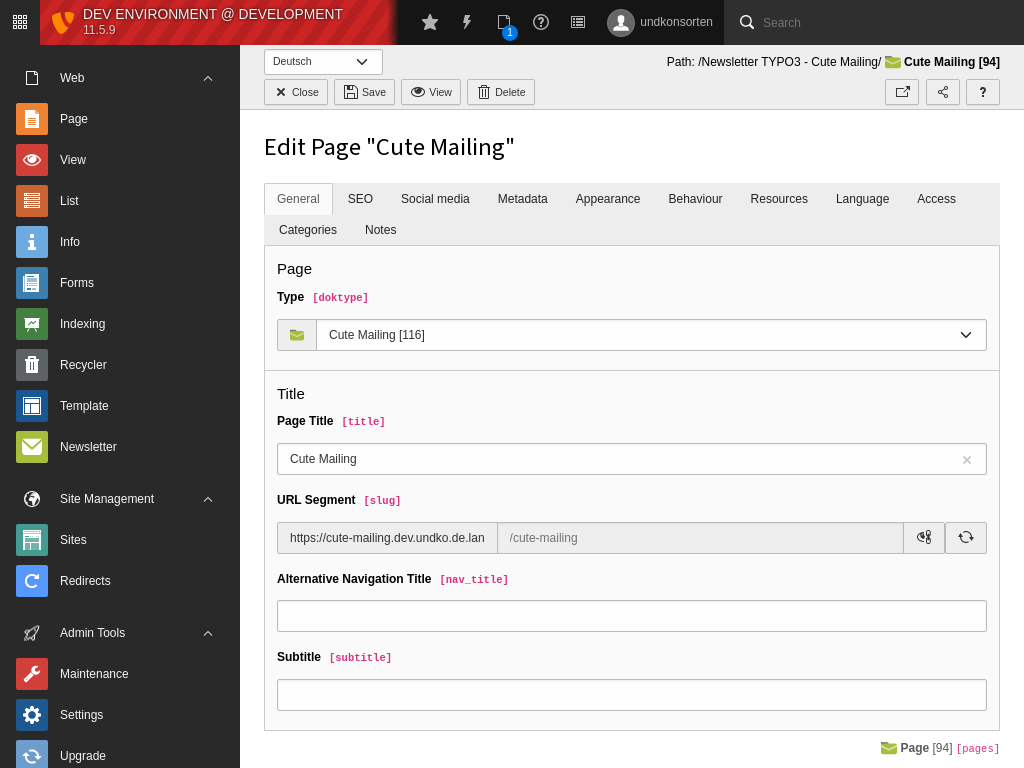 DEV ENVIRONMENT @ DEVELOPMENT
11.5.9
1
undkonsorten
Search
Web
Page
View
List
Info
Forms
Indexing
Recycler
Template
Newsletter
Site Management
Sites
Redirects
Admin Tools
Maintenance
Settings
Upgrade
Deutsch
Path: /Newsletter TYPO3 - Cute Mailing/ Cute Mailing [94]
Close Save View Delete ?
Edit Page "Cute Mailing"
General SEO Social media Metadata Appearance Behaviour Resources Language Access
Categories Notes
Page
Type [doktype]
Cute Mailing [116]
Title
Page Title [title]
Cute Mailing
URL Segment [slug]
https://cute-mailing.dev.undko.de.lan /cute-mailing
Alternative Navigation Title [nav_title]
Subtitle [subtitle]
Page [94] [pages]